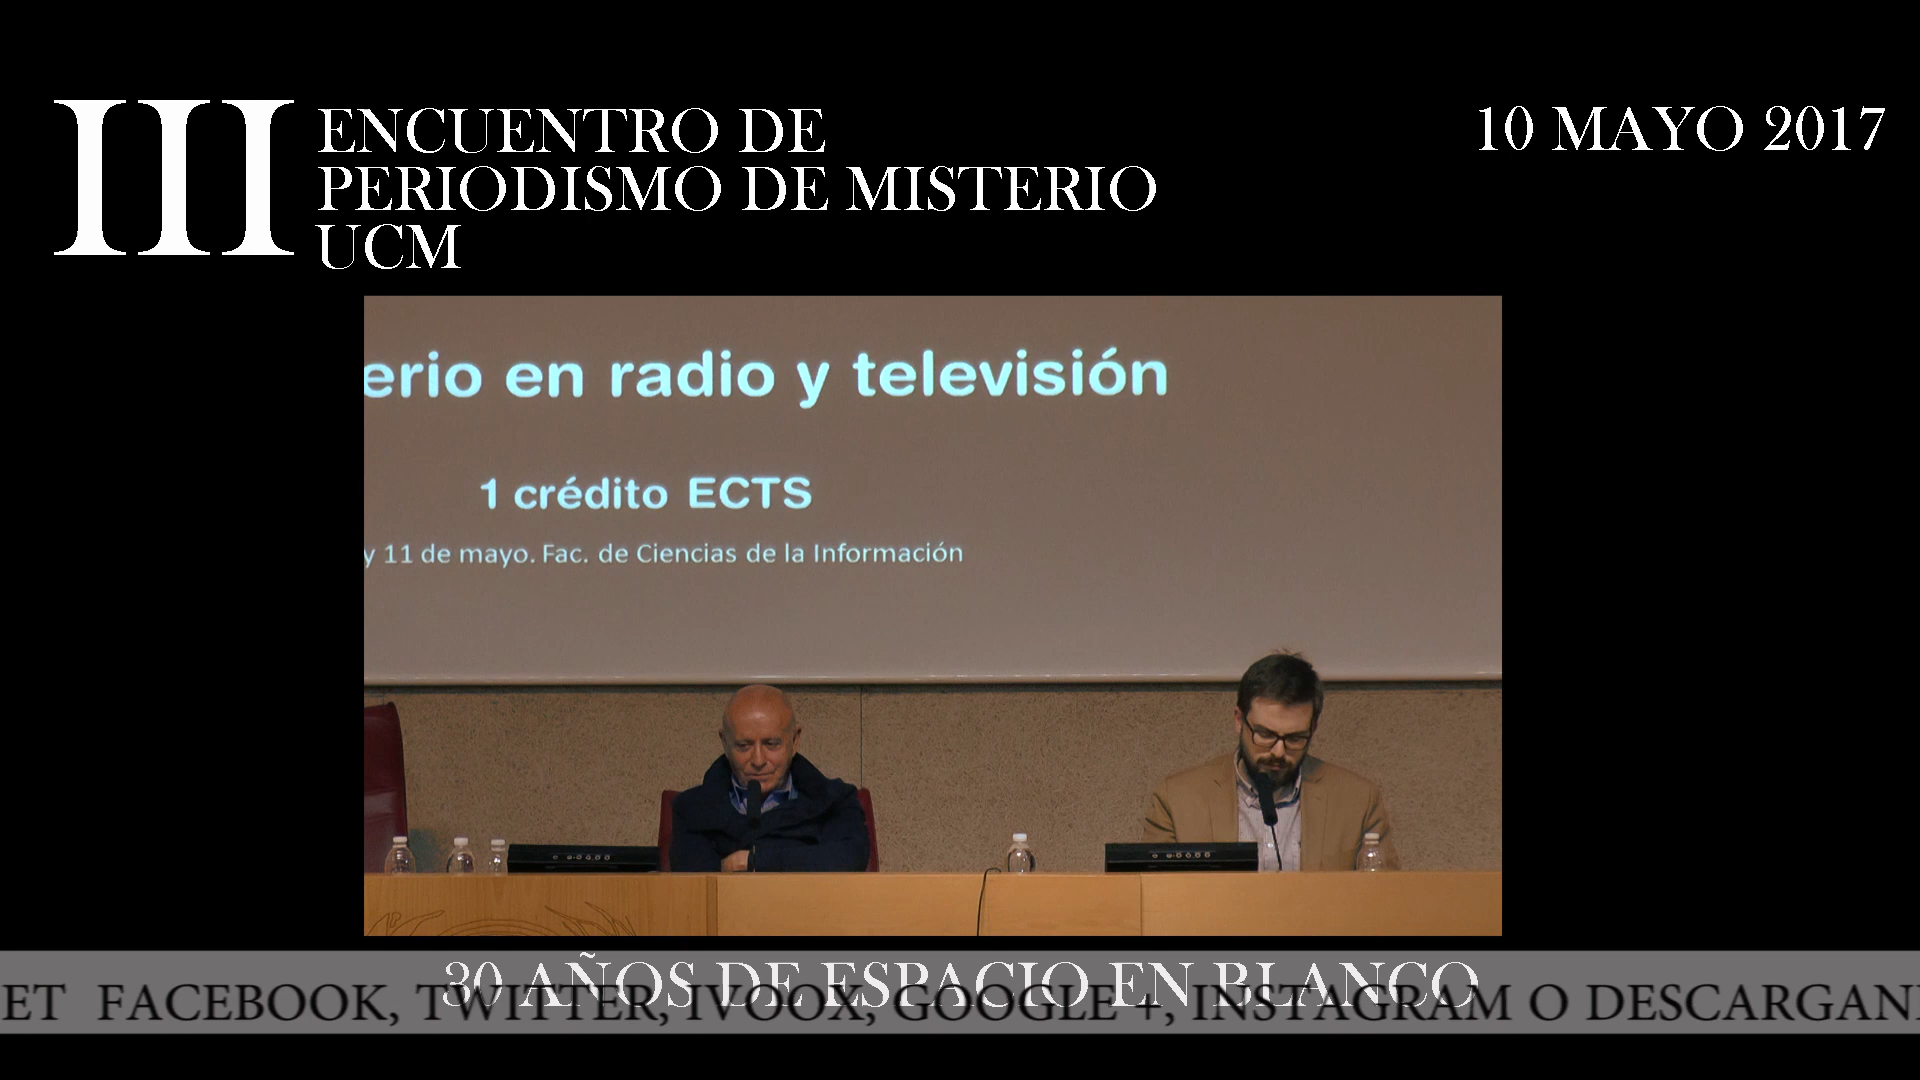 III
ENCUENTRO DE
PERIODISMO DE MISTERIO
UCM
10 MAYO 2017
erio en radio y televisión
1 crédito ECTS
y 11 de mayo. Fac. de Ciencias de la Información
30 AÑOS DE ESPACIO EN BLANCO
ET FACEBOOK, TWITTER, IVOOX, GOOGLE +, INSTAGRAM O DESCARGAN